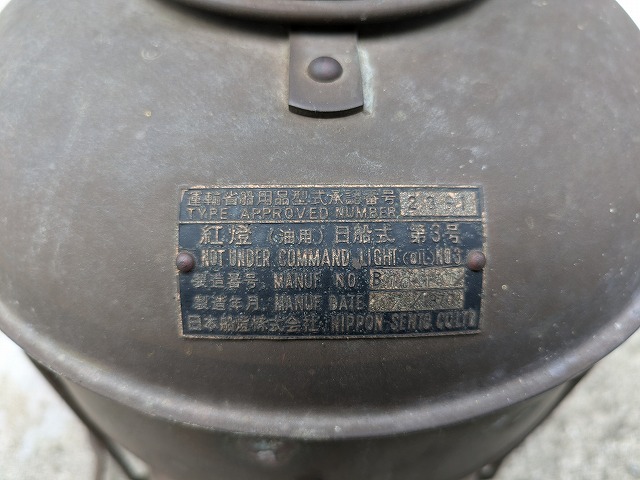 運輸省舶用品型式承認番号
TYPE APPROVED NUMBER
紅燈(油用)日船式 第3号
NOT UNDER COMMAND LIGHT (OIL) NO3
製造番号, MANUF. NO. B
製造年月, MANUF DATE
日本船燈株式会社, NIPPON SENTO CO.LTD